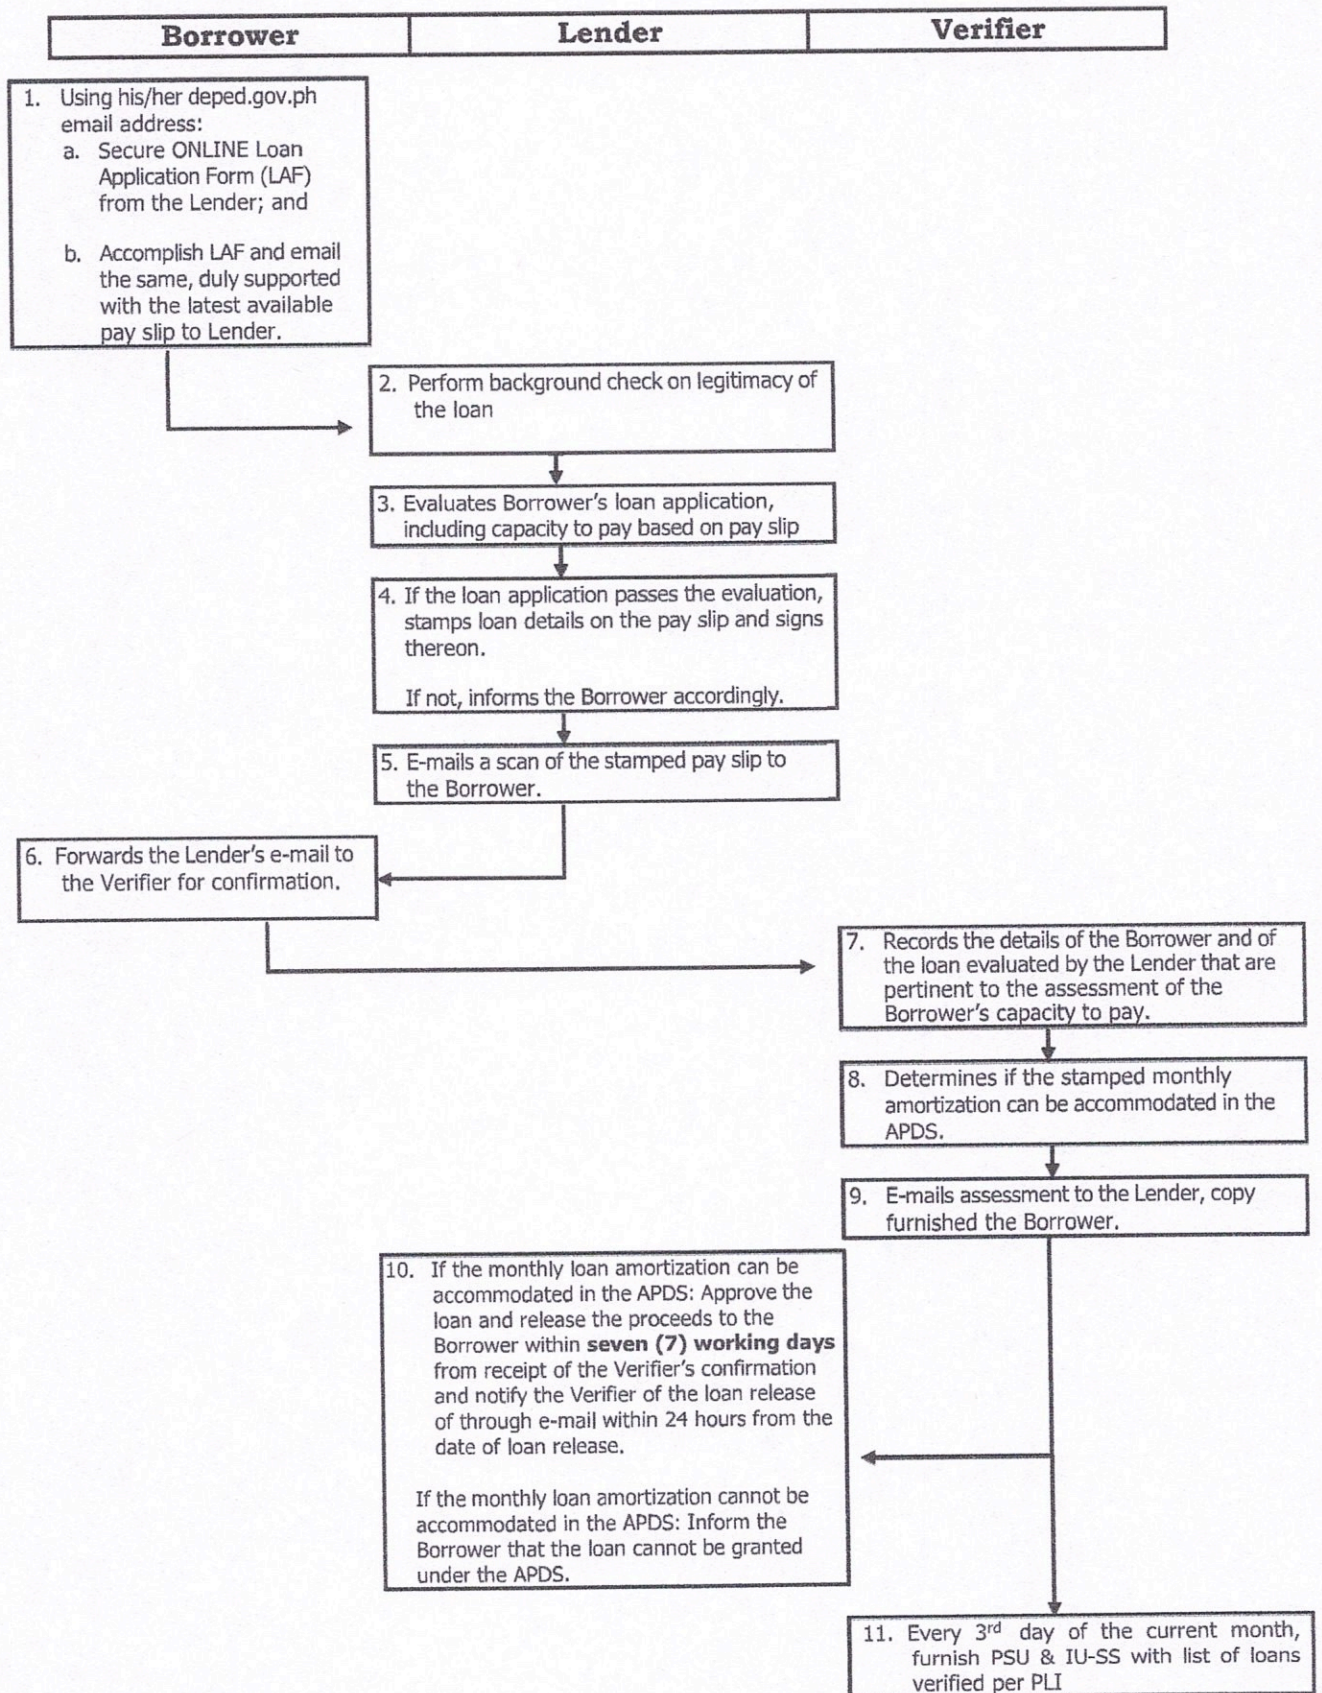 Borrower Lender Verifier
1. Using his/her deped.gov.ph
email address:
a. Secure ONLINE Loan
Application Form (LAF)
from the Lender; and
b. Accomplish LAF and email
the same, duly supported
with the latest available
pay slip to Lender.
2. Perform background check on legitimacy of
the loan
3. Evaluates Borrower's loan application,
including capacity to pay based on pay slip
4. If the loan application passes the evaluation,
stamps loan details on the pay slip and signs
thereon.
If not, informs the Borrower accordingly.
5. E-mails a scan of the stamped pay slip to
the Borrower.
6. Forwards the Lender's e-mail to
the Verifier for confirmation.
7. Records the details of the Borrower and of
the loan evaluated by the Lender that are
pertinent to the assessment of the
Borrower's capacity to pay.
8. Determines if the stamped monthly
amortization can be accommodated in the
APDS.
9. E-mails assessment to the Lender, copy
furnished the Borrower.
10. If the monthly loan amortization can be
accommodated in the APDS: Approve the
loan and release the proceeds to the
Borrower within seven (7) working days
from receipt of the Verifier's confirmation
and notify the Verifier of the loan release
of through e-mail within 24 hours from the
date of loan release.
If the monthly loan amortization cannot be
accommodated in the APDS: Inform the
Borrower that the loan cannot be granted
under the APDS.
11. Every 3rd day of the current month,
furnish PSU & IU-SS with list of loans
verified per PLI